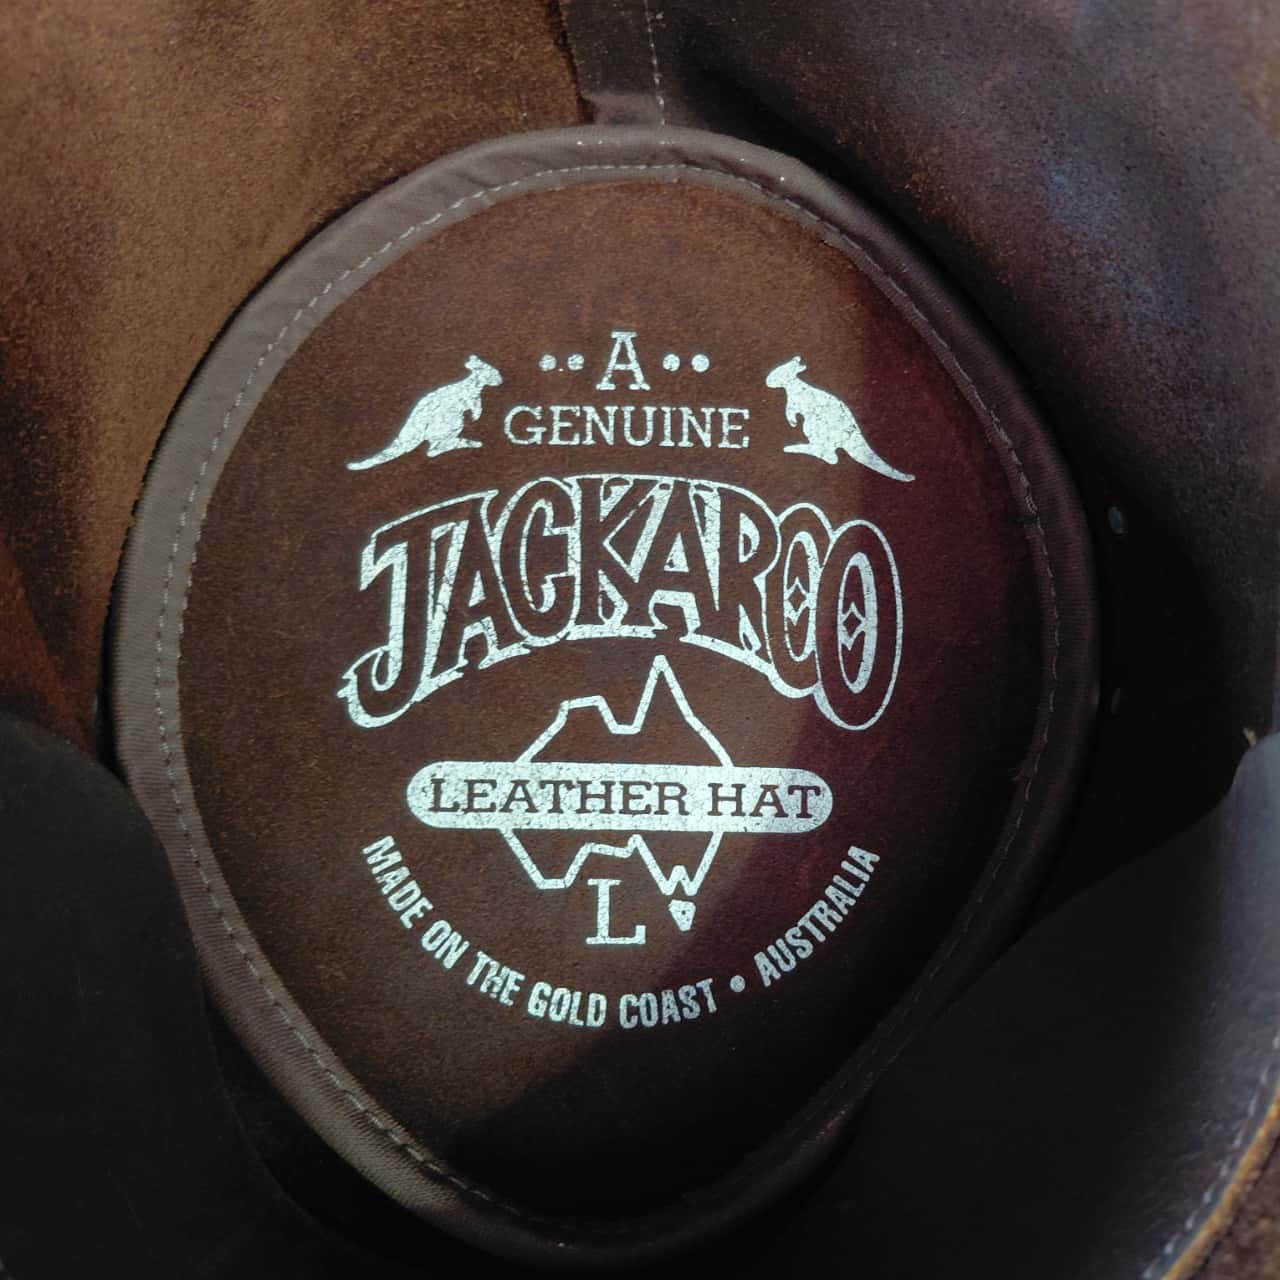 A
GENUINE
JACKAROO
LEATHER HAT
L
MADE ON THE GOLD COAST • AUSTRALIA